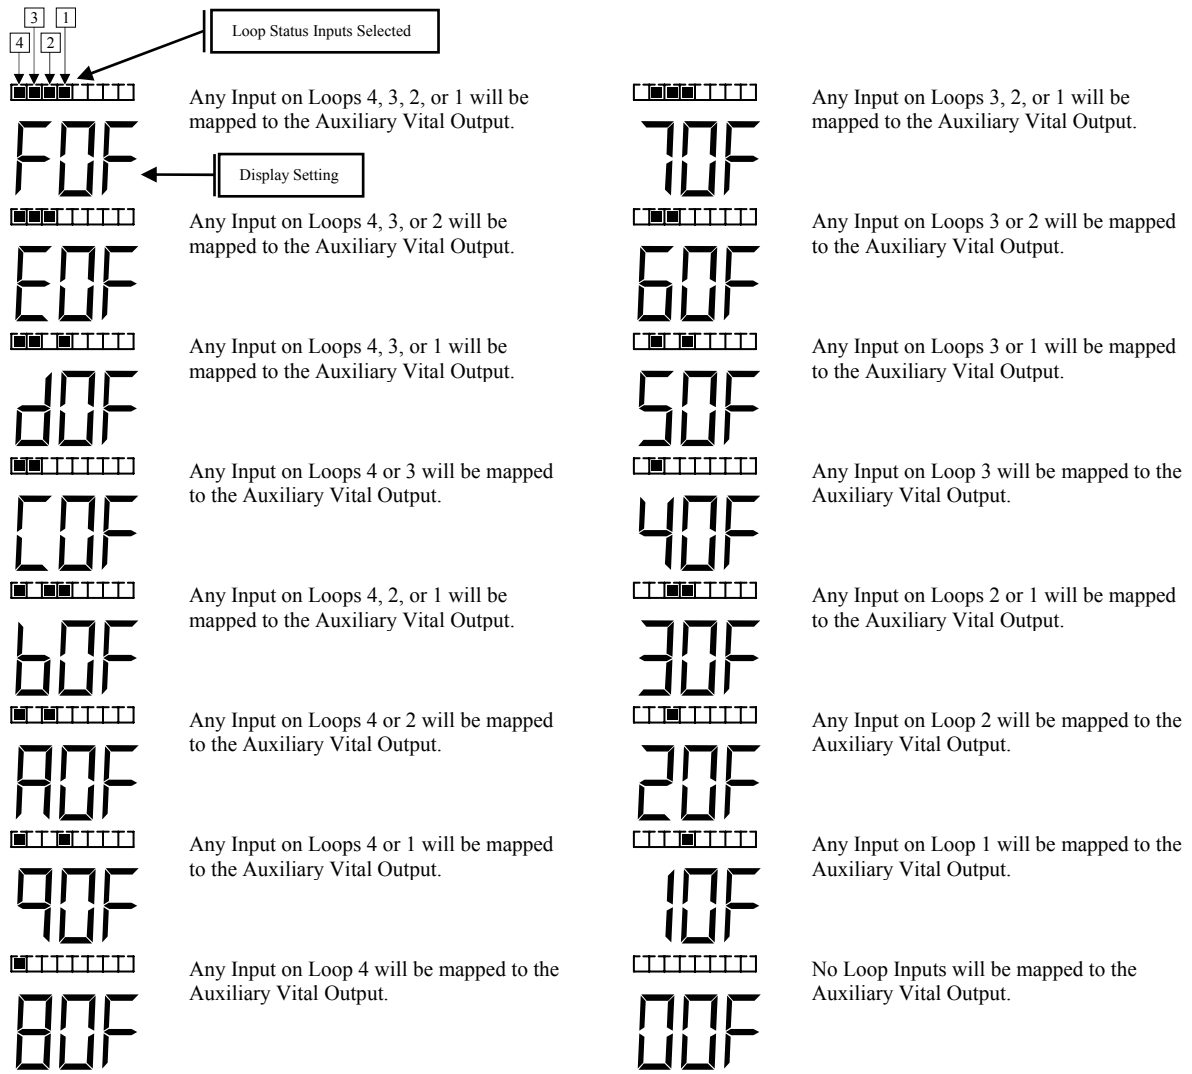 3 1
4 2
Loop Status Inputs Selected
Any Input on Loops 4, 3, 2, or 1 will be
mapped to the Auxiliary Vital Output.
F0F
Display Setting
Any Input on Loops 4, 3, or 2 will be
mapped to the Auxiliary Vital Output.
E0F
Any Input on Loops 4, 3, or 1 will be
mapped to the Auxiliary Vital Output.
d0F
Any Input on Loops 4 or 3 will be mapped
to the Auxiliary Vital Output.
C0F
Any Input on Loops 4, 2, or 1 will be
mapped to the Auxiliary Vital Output.
b0F
Any Input on Loops 4 or 2 will be mapped
to the Auxiliary Vital Output.
A0F
Any Input on Loops 4 or 1 will be mapped
to the Auxiliary Vital Output.
90F
Any Input on Loop 4 will be mapped to the
Auxiliary Vital Output.
80F
Any Input on Loops 3, 2, or 1 will be
mapped to the Auxiliary Vital Output.
70F
Any Input on Loops 3 or 2 will be mapped
to the Auxiliary Vital Output.
60F
Any Input on Loops 3 or 1 will be mapped
to the Auxiliary Vital Output.
50F
Any Input on Loop 3 will be mapped to the
Auxiliary Vital Output.
40F
Any Input on Loops 2 or 1 will be mapped
to the Auxiliary Vital Output.
30F
Any Input on Loop 2 will be mapped to the
Auxiliary Vital Output.
20F
Any Input on Loop 1 will be mapped to the
Auxiliary Vital Output.
10F
No Loop Inputs will be mapped to the
Auxiliary Vital Output.
00F